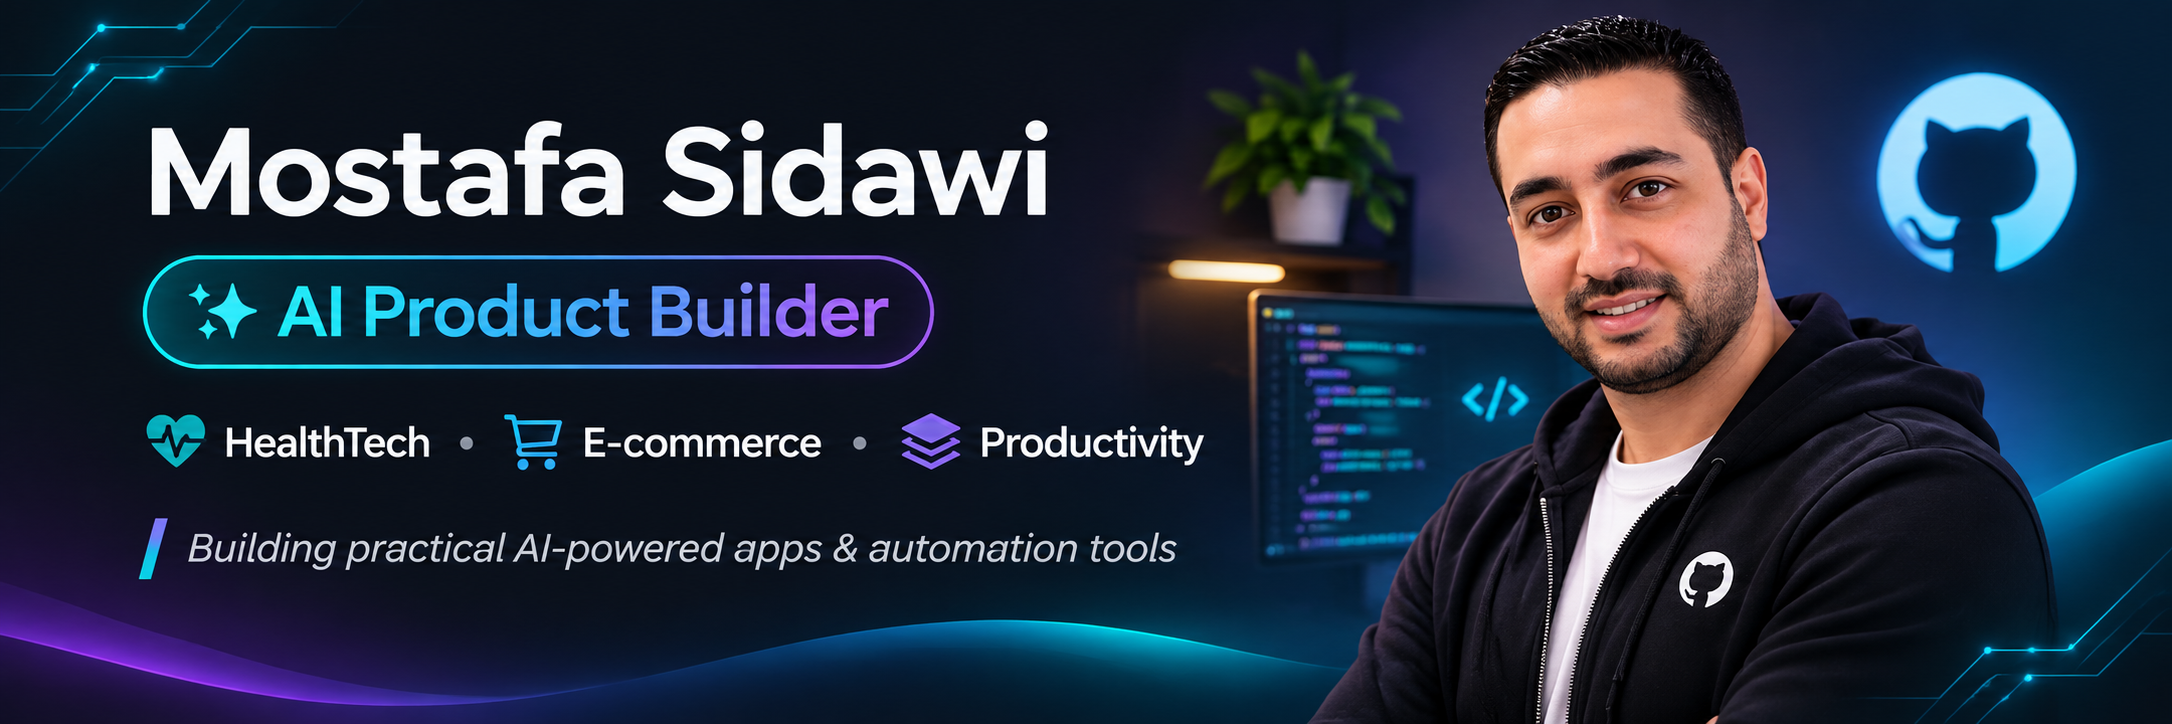 Mostafa Sidawi
AI Product Builder
HealthTech • E-commerce • Productivity
Building practical AI-powered apps & automation tools
</>